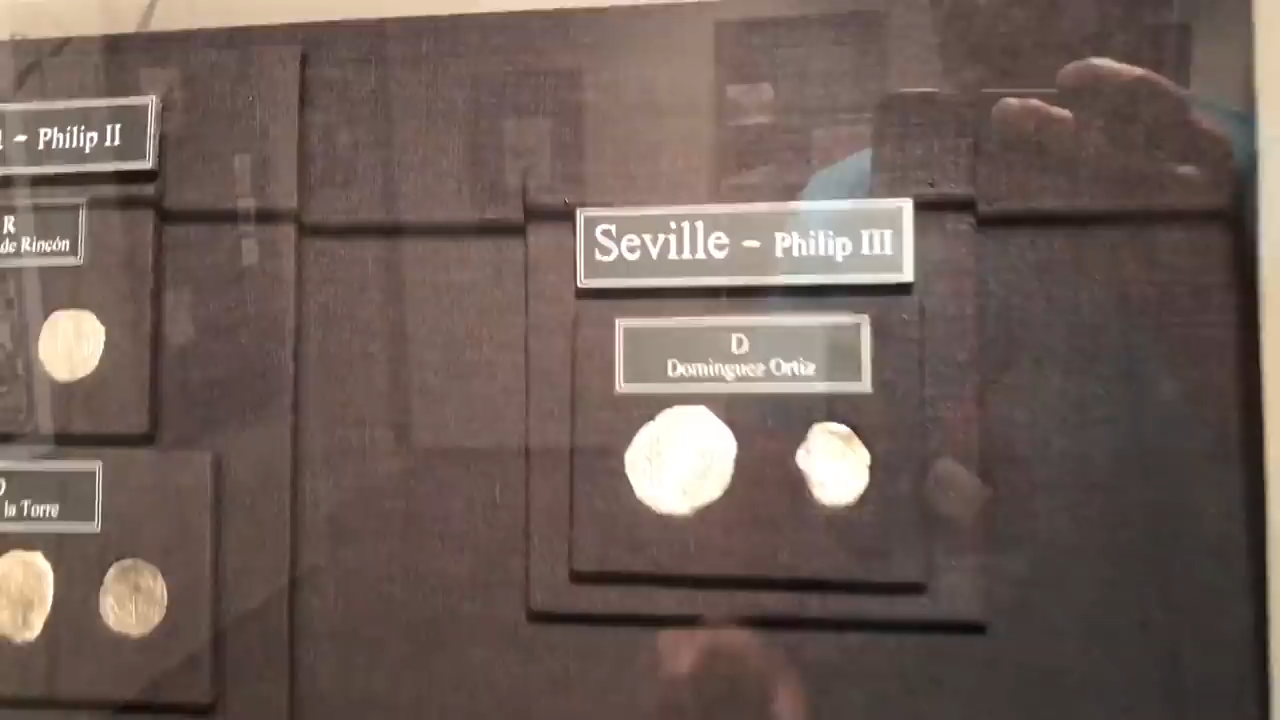 - Philip II
R
de Rincón
la Torre
Seville - Philip III
D
Dominguez Ortiz